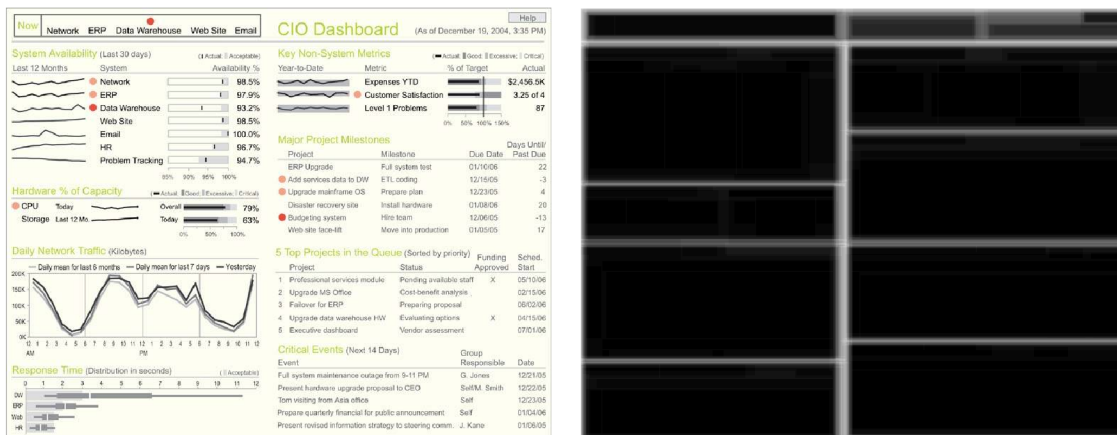 Now Network ERP Data Warehouse Web Site Email
CIO Dashboard (As of December 19, 2004, 3:35 PM)
Help
System Availability (Last 30 days) (| Actual Acceptable)
Last 12 Months System Availability %
Network 98.5%
ERP 97.9%
Data Warehouse 93.2%
Web Site 98.5%
Email 100.0%
HR 96.7%
Problem Tracking 94.7%
85% 90% 95% 100%
Hardware % of Capacity (Actual Good Excessive Critical)
CPU Today Overall 79%
Storage Last 12 Mo. Today 63%
0% 50% 100%
Daily Network Traffic (Kilobytes)
Daily mean for last 6 months Daily mean for last 7 days Yesterday
200K
150K
100K
50K
0K
12 1 2 3 4 5 6 7 8 9 10 11 12 1 2 3 4 5 6 7 8 9 10 11 12
AM PM
Response Time (Distribution in seconds) (Acceptable)
0 1 2 3 4 5 6 7 8 9 10 11 12
DW
ERP
Web
HR
Key Non-System Metrics (Actual Good Excessive Critical)
Year-to-Date Metric % of Target Actual
Expenses YTD $2,456.5K
Customer Satisfaction 3.25 of 4
Level 1 Problems 87
0% 50% 100% 150%
Major Project Milestones
Days Until/
Project Milestone Due Date Past Due
ERP Upgrade Full system test 01/10/06 22
Add services data to DW ETL coding 12/16/05 -3
Upgrade mainframe OS Prepare plan 12/23/05 4
Disaster recovery site Install hardware 01/08/06 20
Budgeting system Hire team 12/06/05 -13
Web site face-lift Move into production 01/05/05 17
5 Top Projects in the Queue (Sorted by priority)
Funding Sched.
Project Status Approved Start
1 Professional services module Pending available staff X 05/10/06
2 Upgrade MS Office Cost-benefit analysis 02/15/06
3 Failover for ERP Preparing proposal 06/02/06
4 Upgrade data warehouse HW Evaluating options X 04/15/06
5 Executive dashboard Vendor assessment 07/01/06
Critical Events (Next 14 Days)
Group
Event Responsible Date
Full system maintenance outage from 9-11 PM G. Jones 12/21/05
Present hardware upgrade proposal to CEO Self/M. Smith 12/22/05
Tom visiting from Asia office Self 12/23/05
Prepare quarterly financial for public announcement Self 01/04/06
Present revised information strategy to steering comm. J. Kane 01/06/05